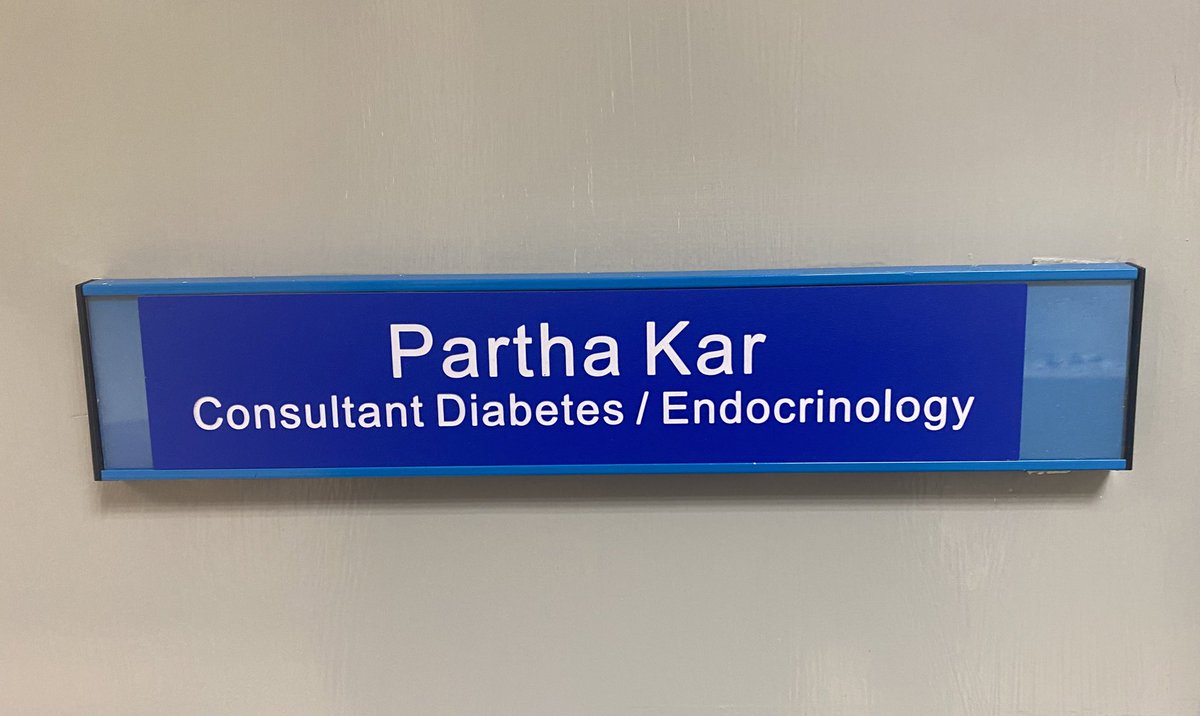 Partha Kar
Consultant Diabetes / Endocrinology